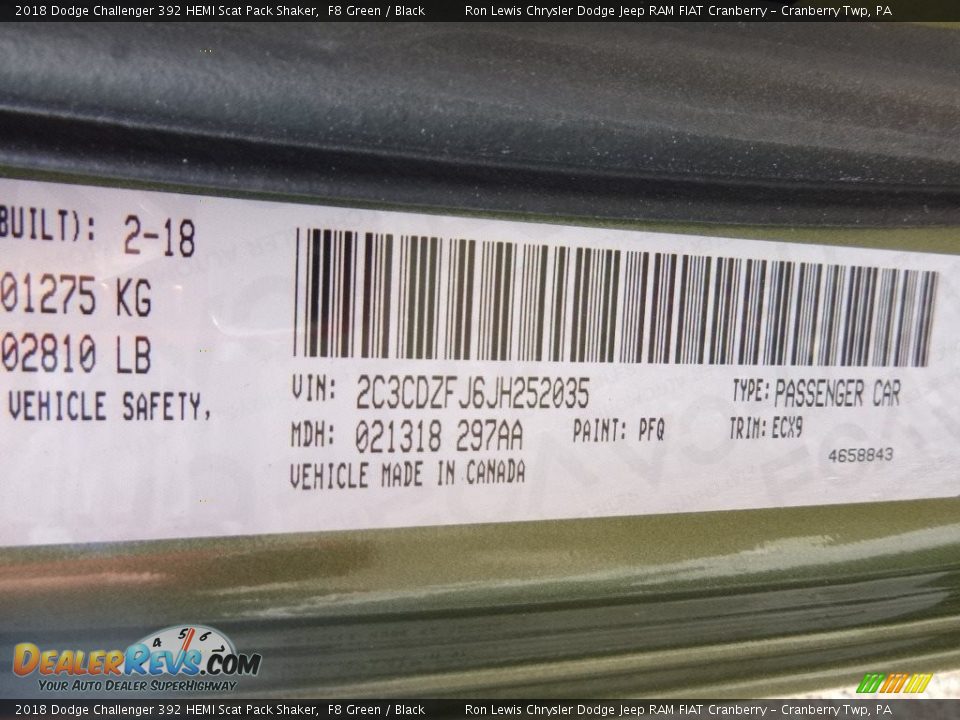 2018 Dodge Challenger 392 HEMI Scat Pack Shaker, F8 Green / Black Ron Lewis Chrysler Dodge Jeep RAM FIAT Cranberry - Cranberry Twp, PA
BUILT): 2-18
01275 KG
02810 LB
VEHICLE SAFETY,
VIN: 2C3CDZFJ6JH252035 TYPE: PASSENGER CAR
MDH: 021318 297AA PAINT: PFQ TRIM: ECX9
VEHICLE MADE IN CANADA 4658843
4 5 6
DEALERREVS.COM
YOUR AUTO DEALER SUPERHIGHWAY
2018 Dodge Challenger 392 HEMI Scat Pack Shaker, F8 Green / Black Ron Lewis Chrysler Dodge Jeep RAM FIAT Cranberry - Cranberry Twp, PA